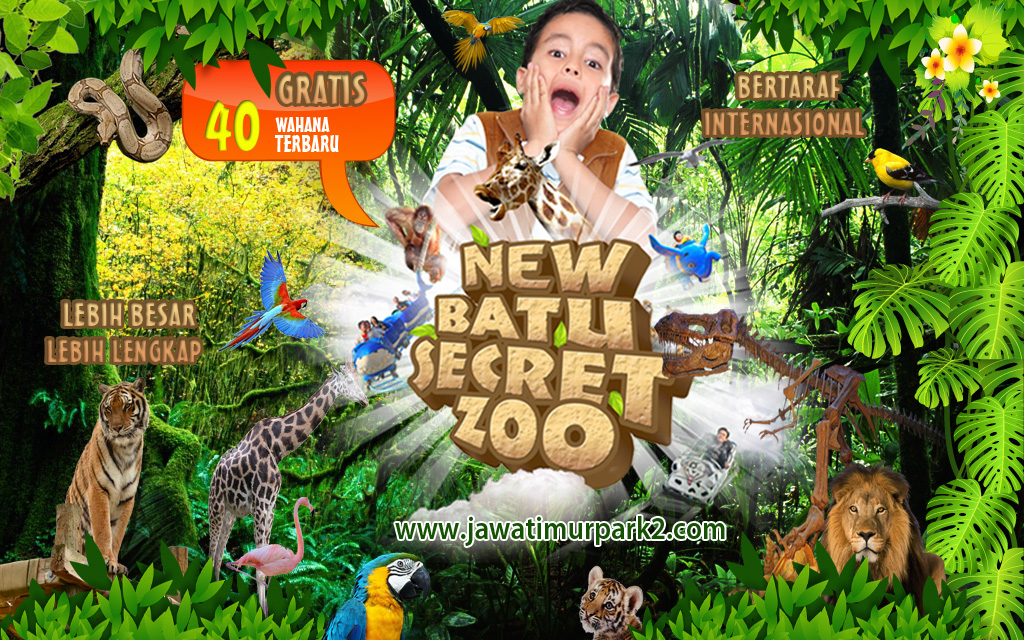 GRATIS
40 WAHANA
TERBARU
BERTARAF
INTERNASIONAL
NEW
BATU
SECRET
ZOO
LEBIH BESAR
LEBIH LENGKAP
www.jawatimurpark2.com